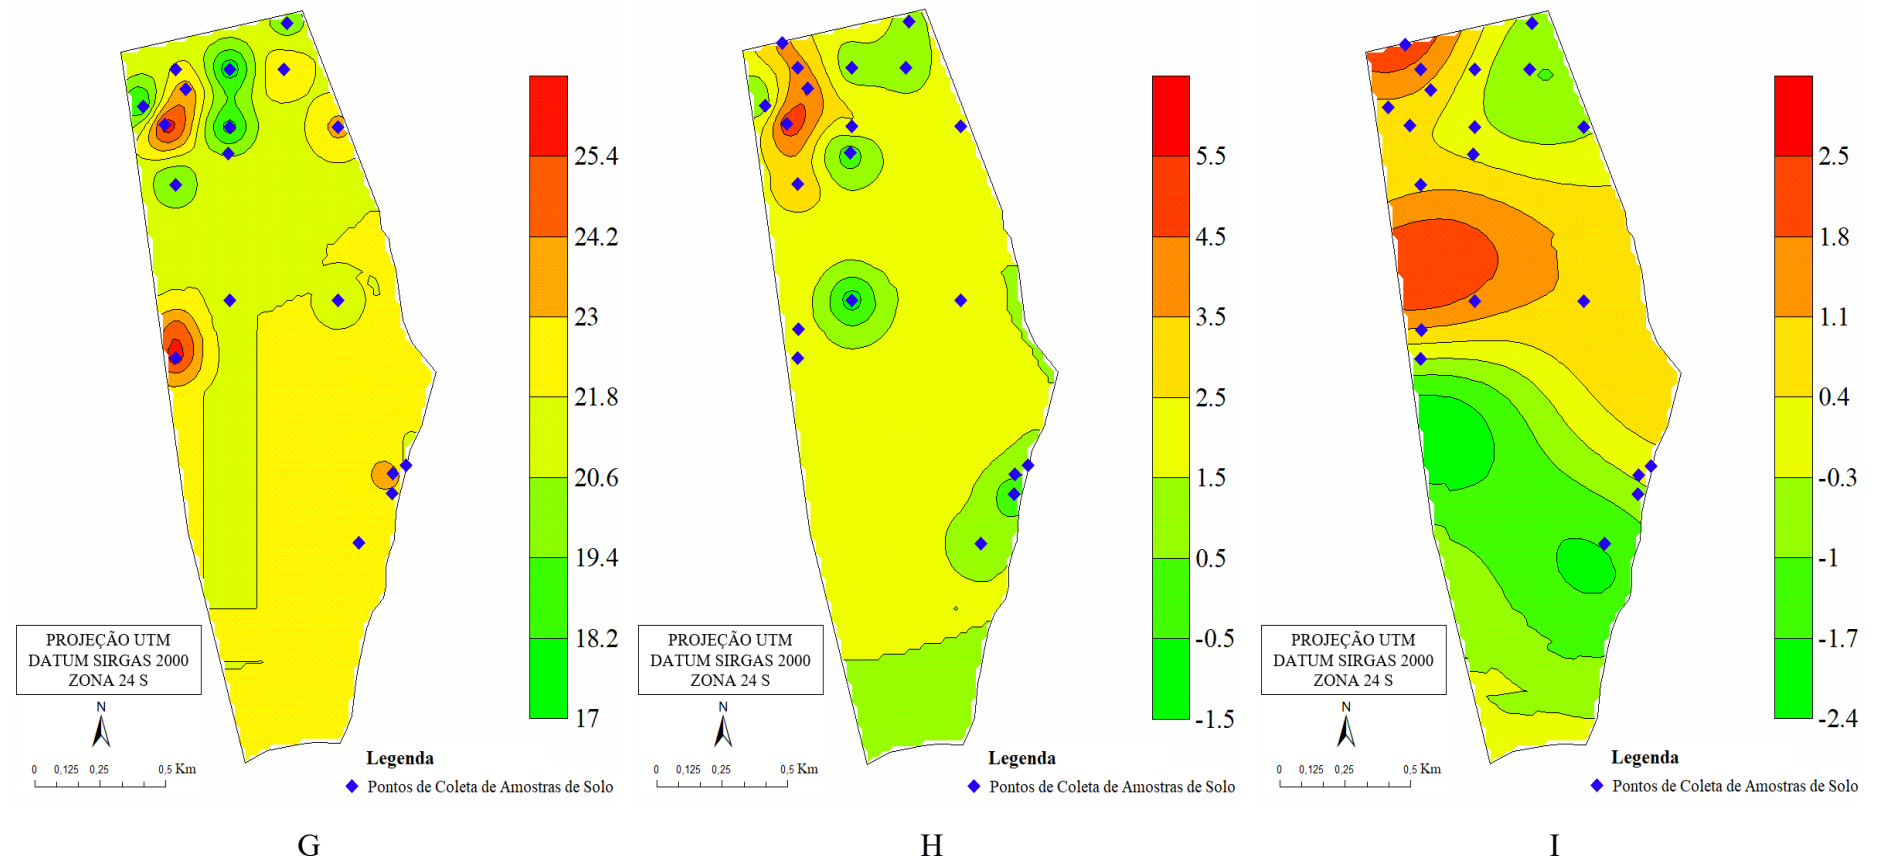 25.4
24.2
23
21.8
20.6
19.4
18.2
17
PROJEÇÃO UTM
DATUM SIRGAS 2000
ZONA 24 S
N
0 0,125 0,25 0,5 Km
Legenda
Pontos de Coleta de Amostras de Solo
G
5.5
4.5
3.5
2.5
1.5
0.5
-0.5
-1.5
PROJEÇÃO UTM
DATUM SIRGAS 2000
ZONA 24 S
N
0 0,125 0,25 0,5 Km
Legenda
Pontos de Coleta de Amostras de Solo
H
2.5
1.8
1.1
0.4
-0.3
-1
-1.7
-2.4
PROJEÇÃO UTM
DATUM SIRGAS 2000
ZONA 24 S
N
0 0,125 0,25 0,5 Km
Legenda
Pontos de Coleta de Amostras de Solo
I